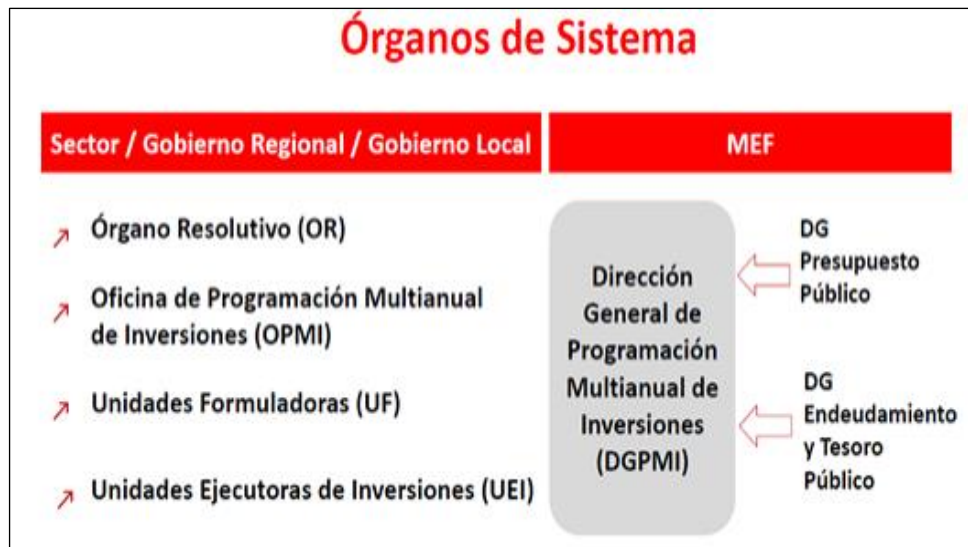 Órganos de Sistema
Sector / Gobierno Regional / Gobierno Local
MEF
Órgano Resolutivo (OR)
Oficina de Programación Multianual
de Inversiones (OPMI)
Unidades Formuladoras (UF)
Unidades Ejecutoras de Inversiones (UEI)
Dirección
General de
Programación
Multianual de
Inversiones
(DGPMI)
DG
Presupuesto
Público
DG
Endeudamiento
y Tesoro
Público